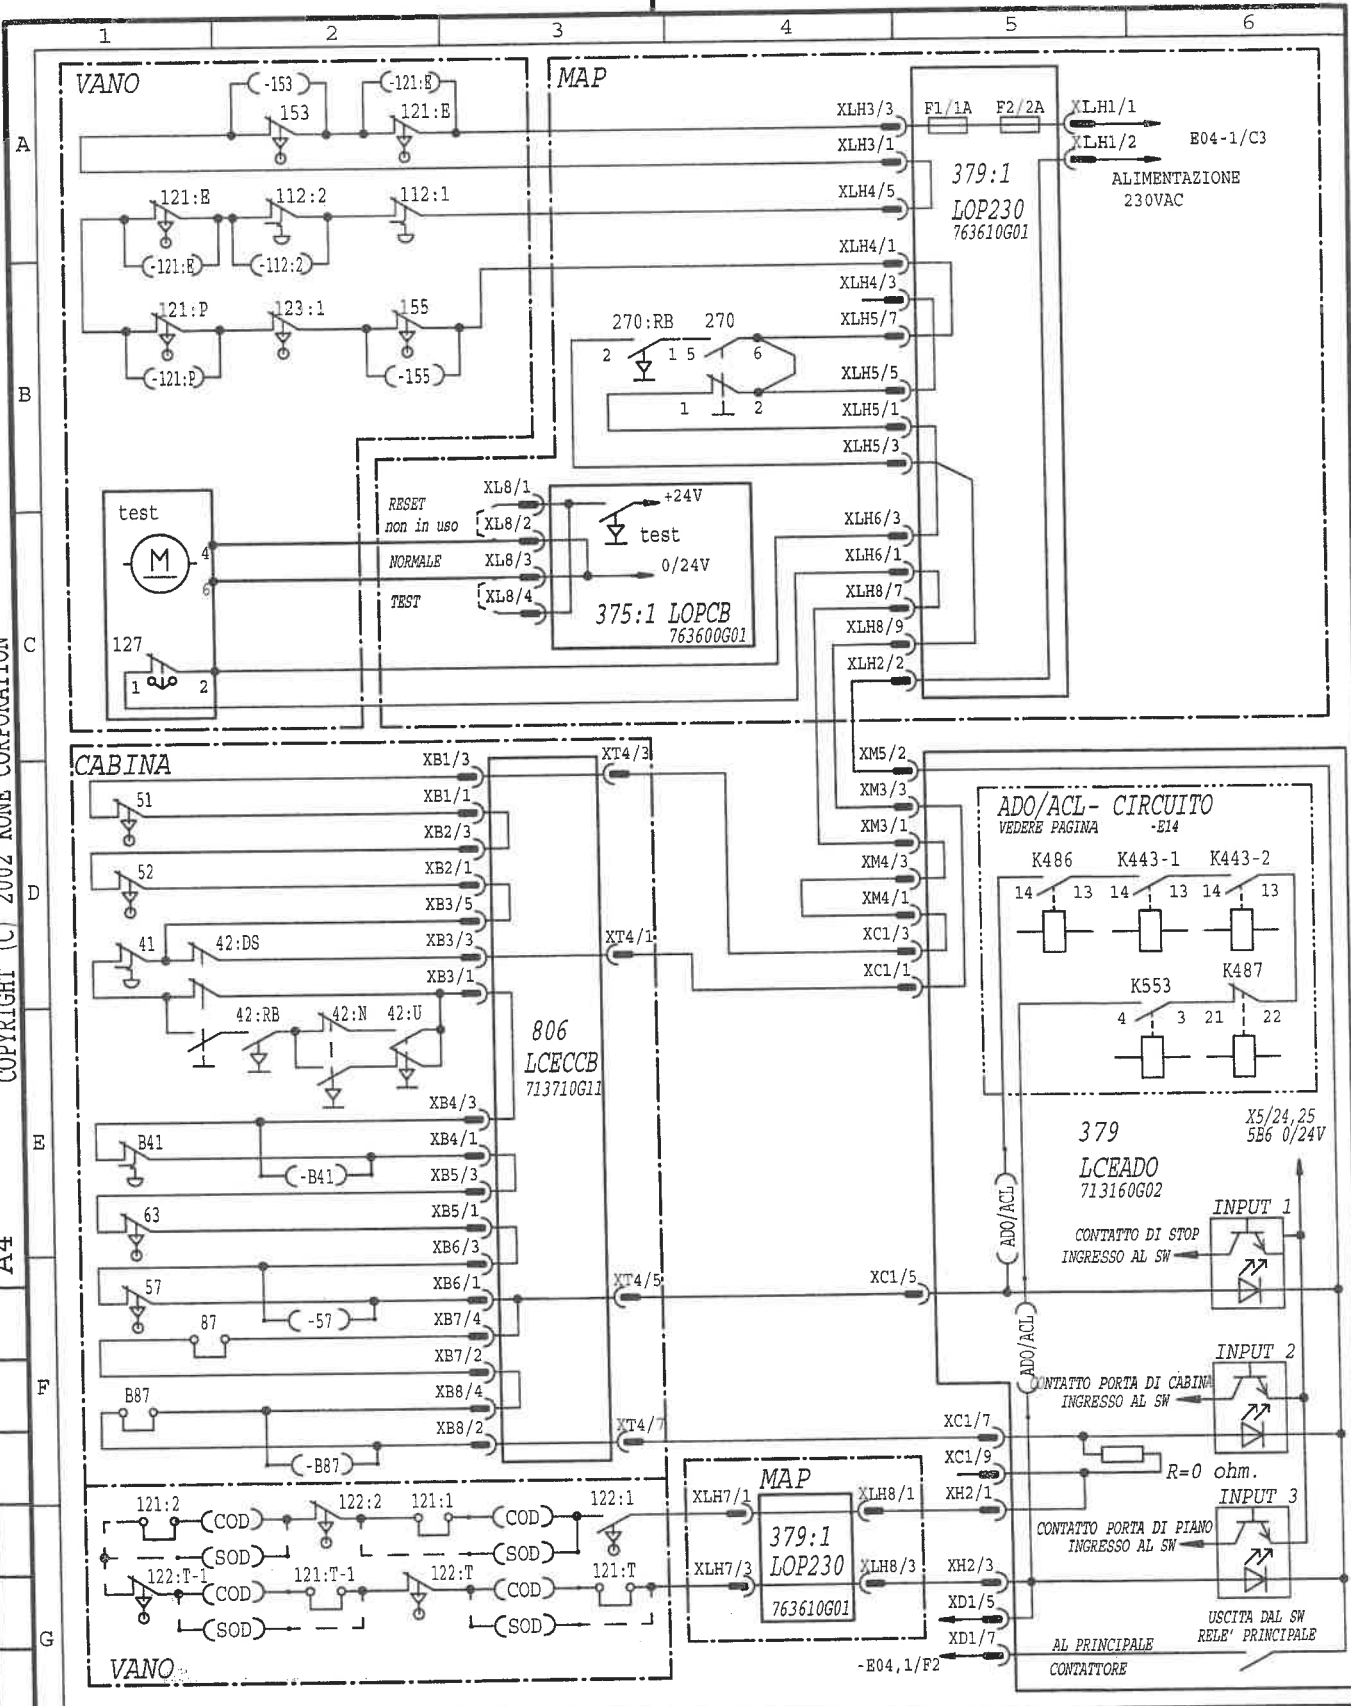 1 2 3 4 5 6
A
B
C
D
E
F
G
COPYRIGHT (C) 2002 KONE CORPORATION
A4
VANO
(-153)
(-121:E)
153
121:E
121:E
112:2
112:1
(-121:E)
(-112:2)
121:P
123:1
155
(-121:P)
(-155)
test
M
4
6
127
1
2
MAP
XLH3/3
XLH3/1
XLH4/5
XLH4/1
XLH4/3
XLH5/7
XLH5/5
XLH5/1
XLH5/3
XLH6/3
XLH6/1
XLH8/7
XLH8/9
XLH2/2
F1/1A
F2/2A
XLH1/1
XLH1/2
E04-1/C3
ALIMENTAZIONE
230VAC
379:1
LOP230
763610G01
270:RB
270
2
1
5
6
1
2
RESET
non in uso
NORMALE
TEST
XL8/1
XL8/2
XL8/3
XL8/4
+24V
test
0/24V
375:1 LOPCB
763600G01
CABINA
51
52
41
42:DS
42:RB
42:N
42:U
B41
(-B41)
63
57
(-57)
87
B87
(-B87)
XB1/3
XB1/1
XB2/3
XB2/1
XB3/5
XB3/3
XB3/1
XB4/3
XB4/1
XB5/3
XB5/1
XB6/3
XB6/1
XB7/4
XB7/2
XB8/4
XB8/2
806
LCECCB
713710G11
XT4/3
XT4/1
XT4/5
XT4/7
XM5/2
XM3/3
XM3/1
XM4/3
XM4/1
XC1/3
XC1/1
XC1/5
XC1/7
XC1/9
XH2/1
XH2/3
XD1/5
XD1/7
-E04,1/F2
ADO/ACL- CIRCUITO
VEDERE PAGINA -E14
K486
K443-1
K443-2
14 13 14 13 14 13
K553
K487
4 3 21 22
379
LCEADO
713160G02
X5/24,25
5B6 0/24V
ADO/ACL
ADO/ACL
INPUT 1
CONTATTO DI STOP
INGRESSO AL SW
INPUT 2
CONTATTO PORTA DI CABINA
INGRESSO AL SW
R=0 ohm.
INPUT 3
CONTATTO PORTA DI PIANO
INGRESSO AL SW
USCITA DAL SW
RELE' PRINCIPALE
AL PRINCIPALE
CONTATTORE
121:2
(COD)
122:2
121:1
(COD)
122:1
(SOD)
(SOD)
122:T-1
(COD)
121:T-1
122:T
(COD)
121:T
(SOD)
(SOD)
VANO
MAP
XLH7/1
XLH8/1
XLH7/3
XLH8/3
379:1
LOP230
763610G01